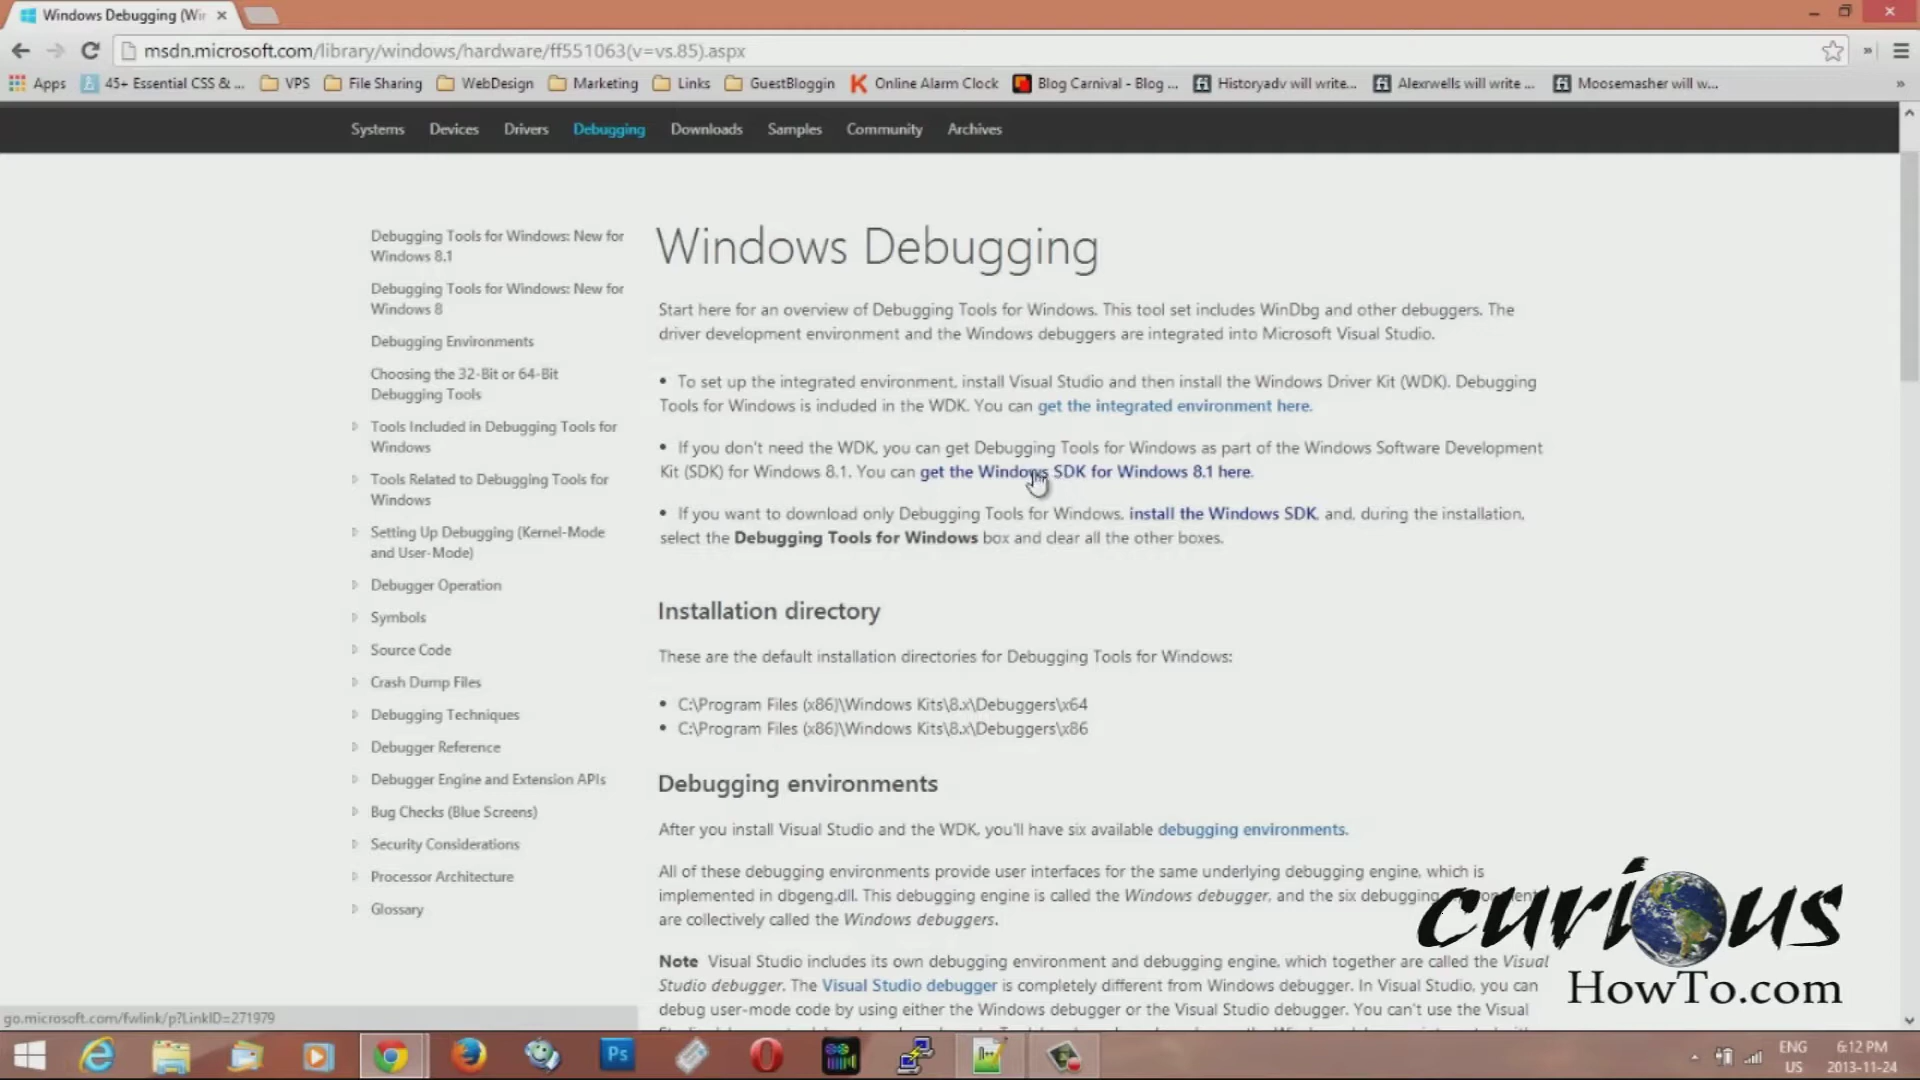 Windows Debugging (Wir
msdn.microsoft.com/library/windows/hardware/ff551063(v=vs.85).aspx
Apps 45+ Essential CSS & ... VPS File Sharing WebDesign Marketing Links GuestBloggin Online Alarm Clock Blog Carnival - Blog ... Historyadv will write... Alexrwells will write ... Moosemasher will w...
Systems Devices Drivers Debugging Downloads Samples Community Archives
Debugging Tools for Windows: New for
Windows 8.1
Debugging Tools for Windows: New for
Windows 8
Debugging Environments
Choosing the 32-Bit or 64-Bit
Debugging Tools
Tools Included in Debugging Tools for
Windows
Tools Related to Debugging Tools for
Windows
Setting Up Debugging (Kernel-Mode
and User-Mode)
Debugger Operation
Symbols
Source Code
Crash Dump Files
Debugging Techniques
Debugger Reference
Debugger Engine and Extension APIs
Bug Checks (Blue Screens)
Security Considerations
Processor Architecture
Glossary
Windows Debugging
Start here for an overview of Debugging Tools for Windows. This tool set includes WinDbg and other debuggers. The
driver development environment and the Windows debuggers are integrated into Microsoft Visual Studio.
• To set up the integrated environment, install Visual Studio and then install the Windows Driver Kit (WDK). Debugging
Tools for Windows is included in the WDK. You can get the integrated environment here.
• If you don't need the WDK, you can get Debugging Tools for Windows as part of the Windows Software Development
Kit (SDK) for Windows 8.1. You can get the Windows SDK for Windows 8.1 here.
• If you want to download only Debugging Tools for Windows, install the Windows SDK, and, during the installation,
select the Debugging Tools for Windows box and clear all the other boxes.
Installation directory
These are the default installation directories for Debugging Tools for Windows:
• C:\Program Files (x86)\Windows Kits\8.x\Debuggers\x64
• C:\Program Files (x86)\Windows Kits\8.x\Debuggers\x86
Debugging environments
After you install Visual Studio and the WDK, you'll have six available debugging environments.
All of these debugging environments provide user interfaces for the same underlying debugging engine, which is
implemented in dbgeng.dll. This debugging engine is called the Windows debugger, and the six debugging
are collectively called the Windows debuggers.
Note Visual Studio includes its own debugging environment and debugging engine, which together are called the Visual
Studio debugger. The Visual Studio debugger is completely different from Windows debugger. In Visual Studio, you can
debug user-mode code by using either the Windows debugger or the Visual Studio debugger. You can't use the Visual
curious
HowTo.com
go.microsoft.com/fwlink/p?LinkID=271979
Ps
ENG
US
6:12 PM
2013-11-24